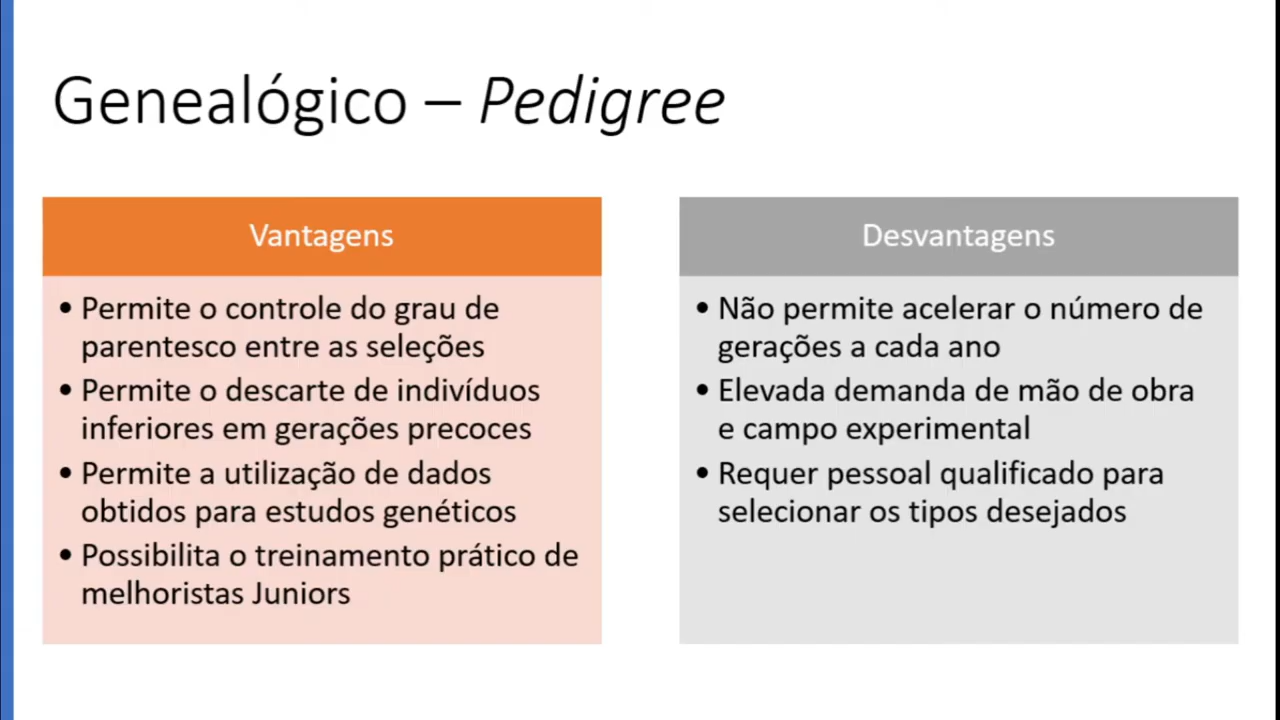 Genealógico – Pedigree
Vantagens
• Permite o controle do grau de
parentesco entre as seleções
• Permite o descarte de indivíduos
inferiores em gerações precoces
• Permite a utilização de dados
obtidos para estudos genéticos
• Possibilita o treinamento prático de
melhoristas Juniors
Desvantagens
• Não permite acelerar o número de
gerações a cada ano
• Elevada demanda de mão de obra
e campo experimental
• Requer pessoal qualificado para
selecionar os tipos desejados